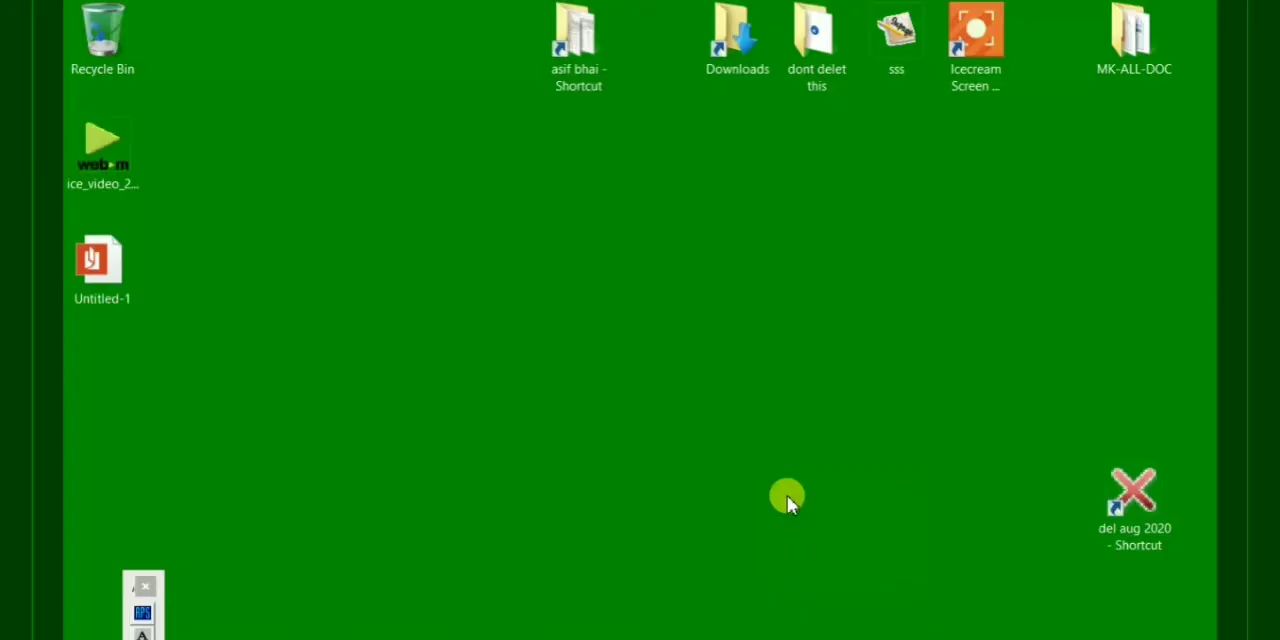 Recycle Bin
asif bhai -
Shortcut
Downloads
dont delet
this
sss
Icecream
Screen ...
MK-ALL-DOC
webm
ice_video_2...
Untitled-1
del aug 2020
- Shortcut
APS
A